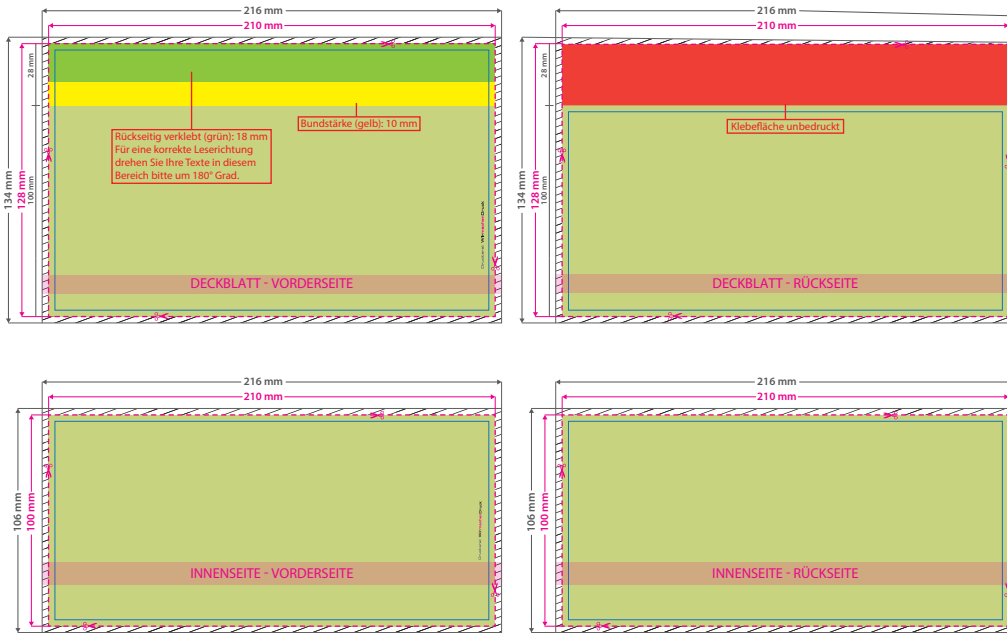 216 mm
210 mm
134 mm
128 mm
28 mm
100 mm
Rückseitig verklebt (grün): 18 mm
Für eine korrekte Leserichtung
drehen Sie Ihre Texte in diesem
Bereich bitte um 180° Grad.
Bundstärke (gelb): 10 mm
DECKBLATT - VORDERSEITE
216 mm
210 mm
134 mm
128 mm
28 mm
100 mm
Klebefläche unbedruckt
DECKBLATT - RÜCKSEITE
216 mm
210 mm
106 mm
100 mm
INNENSEITE - VORDERSEITE
216 mm
210 mm
106 mm
100 mm
INNENSEITE - RÜCKSEITE